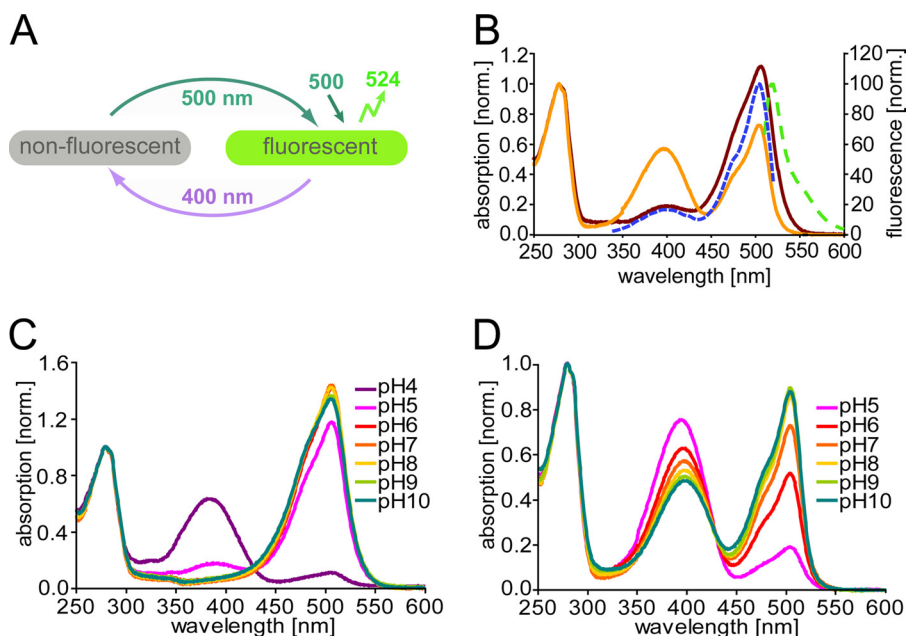 A
500 nm
500
524
non-fluorescent
fluorescent
400 nm
B
absorption [norm.]
1.2
1.0
0.8
0.6
0.4
0.2
0.0
100
80
60
40
20
0
fluorescence [norm.]
250 300 350 400 450 500 550 600
wavelength [nm]
C
absorption [norm.]
1.6
1.2
0.8
0.4
0.0
pH4
pH5
pH6
pH7
pH8
pH9
pH10
250 300 350 400 450 500 550 600
wavelength [nm]
D
absorption [norm.]
1.0
0.8
0.6
0.4
0.2
0.0
pH5
pH6
pH7
pH8
pH9
pH10
250 300 350 400 450 500 550 600
wavelength [nm]